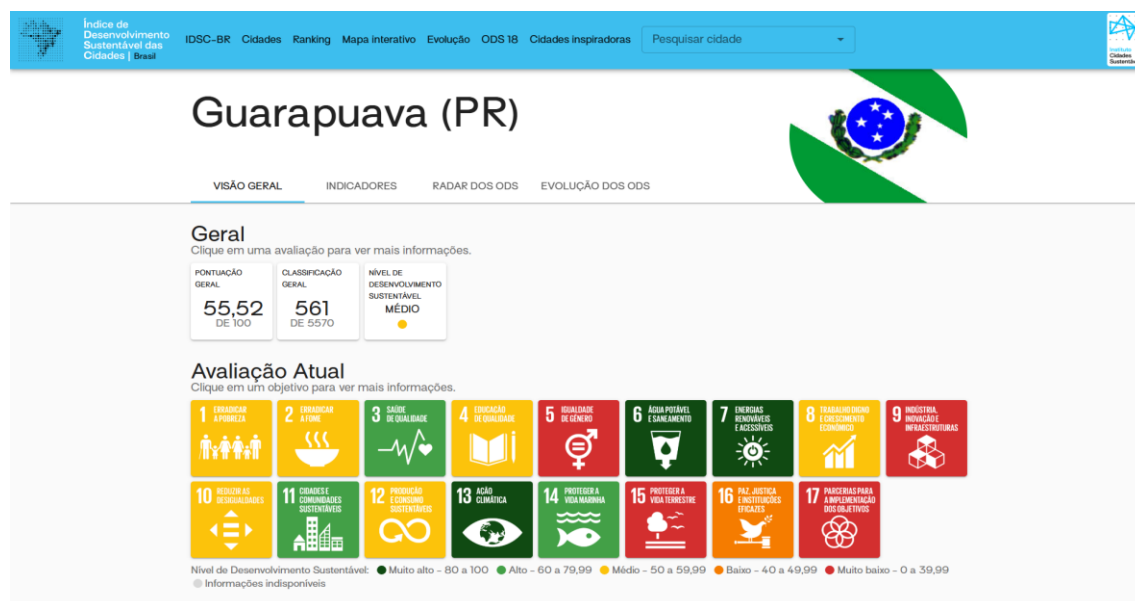 Índice de
Desenvolvimento
Sustentável das
Cidades | Brasil
IDSC-BR Cidades Ranking Mapa interativo Evolução ODS 18 Cidades inspiradoras Pesquisar cidade
Instituto
Cidades
Guarapuava (PR)
VISÃO GERAL INDICADORES RADAR DOS ODS EVOLUÇÃO DOS ODS
Geral
Clique em uma avaliação para ver mais informações.
PONTUAÇÃO
GERAL
55,52
DE 100
CLASSIFICAÇÃO
GERAL
561
DE 5570
NÍVEL DE
DESENVOLVIMENTO
SUSTENTÁVEL
MÉDIO
Avaliação Atual
Clique em um objetivo para ver mais informações.
1 ERRADICAR
A POBREZA
2 ERRADICAR
A FOME
3 SAÚDE
DE QUALIDADE
4 EDUCAÇÃO
DE QUALIDADE
5 IGUALDADE
DE GÉNERO
6 ÁGUA POTÁVEL
E SANEAMENTO
7 ENERGIAS
RENOVÁVEIS
E ACESSÍVEIS
8 TRABALHO DIGNO
E CRESCIMENTO
ECONÓMICO
9 INDÚSTRIA,
INOVAÇÃO E
INFRAESTRUTURAS
10 REDUZIR AS
DESIGUALDADES
11 CIDADES E
COMUNIDADES
SUSTENTÁVEIS
12 PRODUÇÃO
E CONSUMO
SUSTENTÁVEIS
13 AÇÃO
CLIMÁTICA
14 PROTEGER A
VIDA MARINHA
15 PROTEGER A
VIDA TERRESTRE
16 PAZ, JUSTIÇA
E INSTITUIÇÕES
EFICAZES
17 PARCERIAS PARA
A IMPLEMENTAÇÃO
DOS OBJETIVOS
Nível de Desenvolvimento Sustentável: Muito alto - 80 a 100 Alto - 60 a 79,99 Médio - 50 a 59,99 Baixo - 40 a 49,99 Muito baixo - 0 a 39,99
Informações indisponíveis